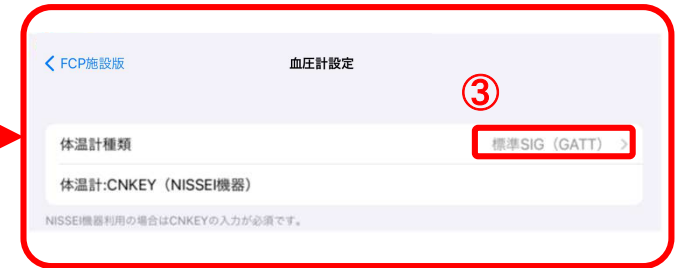 FCP施設版
血圧計設定
③
体温計種類
標準SIG（GATT）
体温計:CNKEY（NISSEI機器）
NISSEI機器利用の場合はCNKEYの入力が必須です。